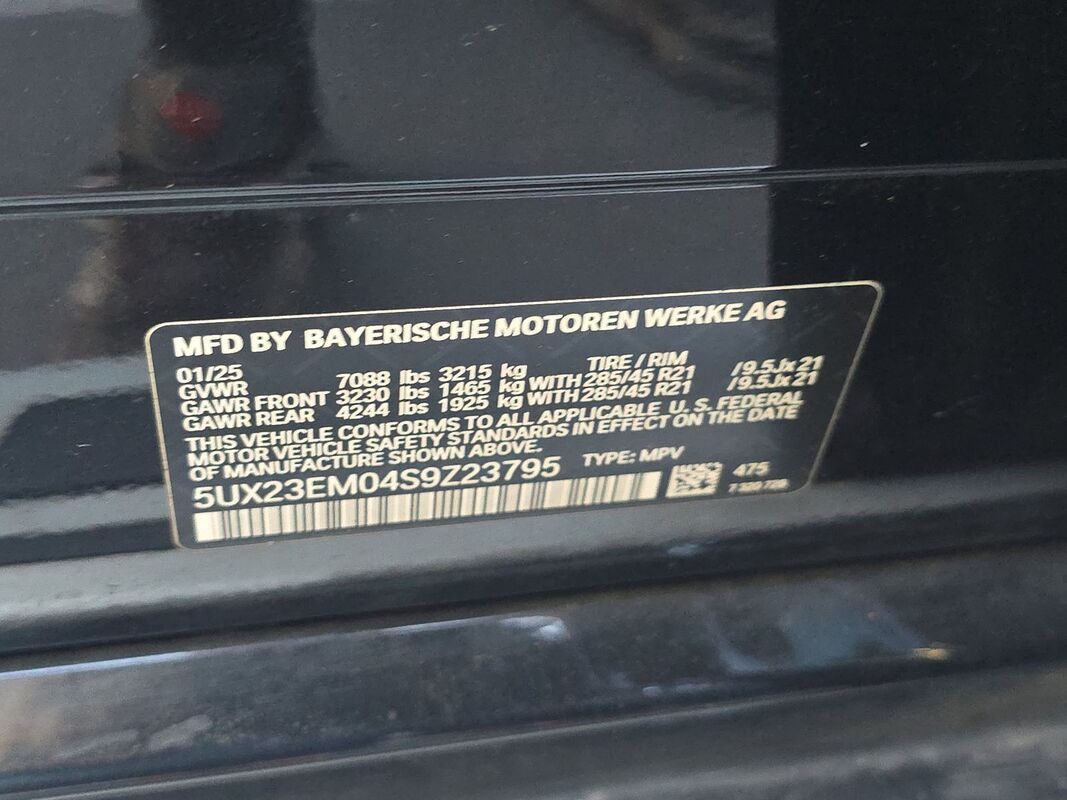 MFD BY BAYERISCHE MOTOREN WERKE AG
01/25 TIRE / RIM
GVWR 7088 lbs 3215 kg
GAWR FRONT 3230 lbs 1465 kg WITH 285/45 R21 / 9.5Jx21
GAWR REAR 4244 lbs 1925 kg WITH 285/45 R21 / 9.5Jx21
THIS VEHICLE CONFORMS TO ALL APPLICABLE U.S. FEDERAL
MOTOR VEHICLE SAFETY STANDARDS IN EFFECT ON THE DATE
OF MANUFACTURE SHOWN ABOVE.
5UX23EM04S9Z23795 TYPE: MPV
475